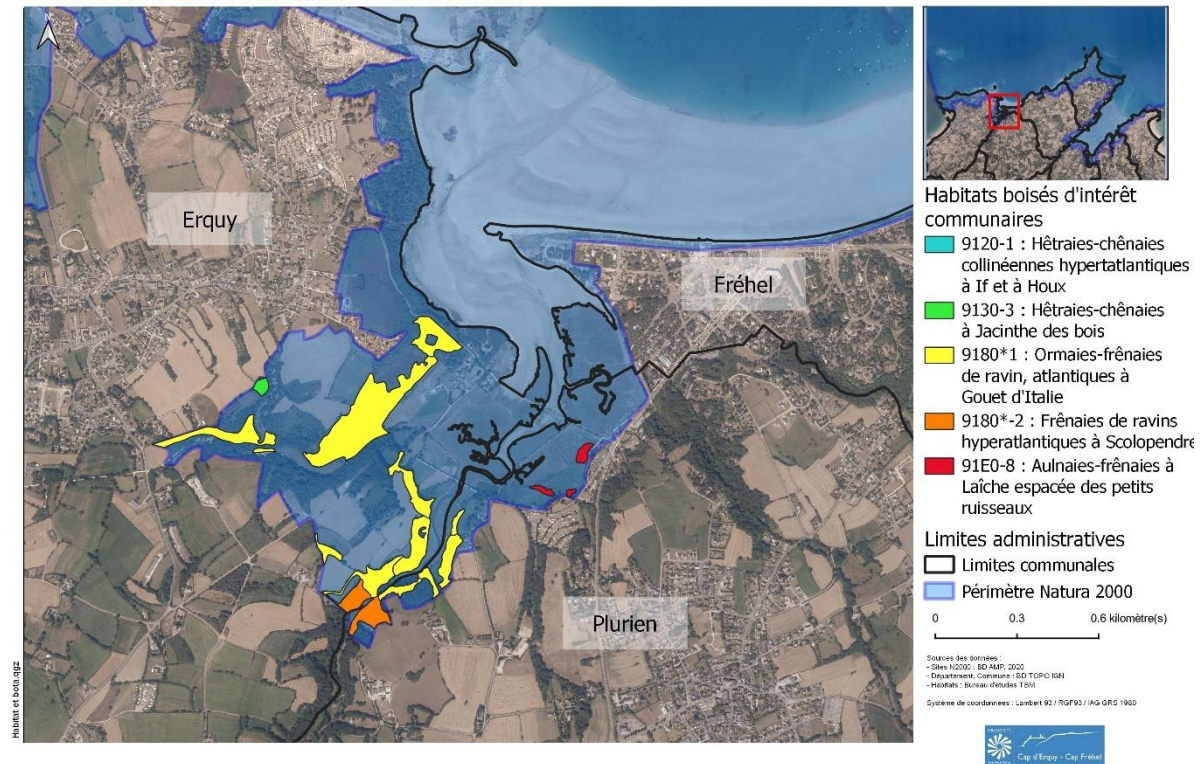 Erquy
Fréhel
Plurien
Habitat et bota.qgz
Habitats boisés d'intérêt
communaires
9120-1 : Hêtraies-chênaies
collinéennes hypertatlantiques
à If et à Houx
9130-3 : Hêtraies-chênaies
à Jacinthe des bois
9180*1 : Ormaies-frênaies
de ravin, atlantiques à
Gouet d'Italie
9180*-2 : Frênaies de ravins
hyperatlantiques à Scolopendre
91E0-8 : Aulnaies-frênaies à
Laîche espacée des petits
ruisseaux
Limites administratives
Limites communales
Périmètre Natura 2000
0 0.3 0.6 kilomètre(s)
Sources des données :
- Sites N2000 : BD AMP, 2020
- Département, Commune : BD TOPO IGN
- Habitats : Bureau d'études TBM
Système de coordonnées : Lambert 93 / RGF93 / IAG GRS 1980
Cap d'Erquy - Cap Fréhel